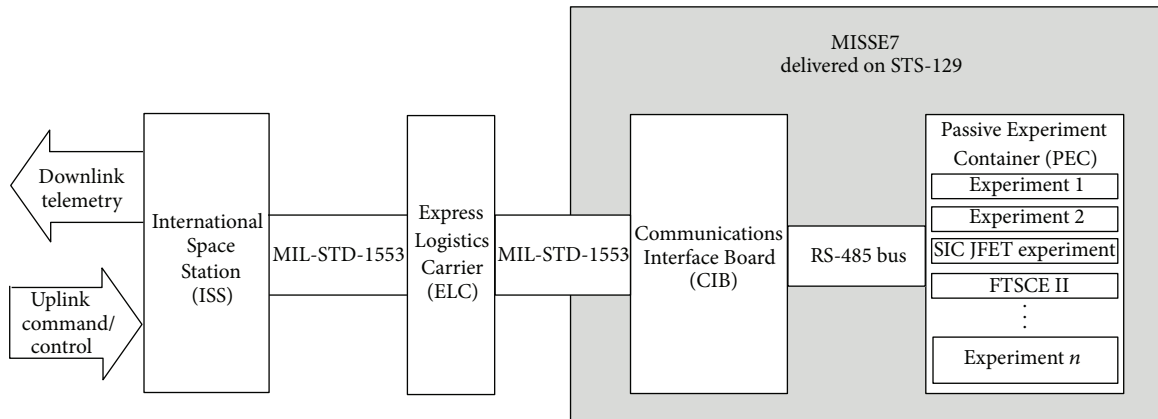 MISSE7
delivered on STS-129
Downlink
telemetry
Uplink
command/
control
International
Space
Station
(ISS)
MIL-STD-1553
Express
Logistics
Carrier
(ELC)
MIL-STD-1553
Communications
Interface Board
(CIB)
RS-485 bus
Passive Experiment
Container (PEC)
Experiment 1
Experiment 2
SIC JFET experiment
FTSCE II
⋮
Experiment n